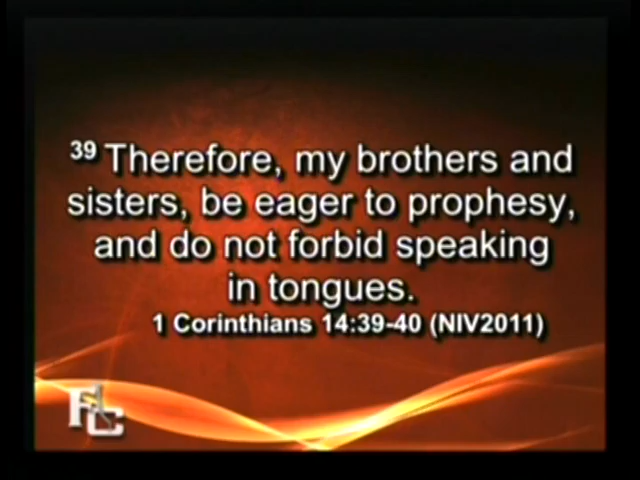 39 Therefore, my brothers and
sisters, be eager to prophesy,
and do not forbid speaking
in tongues.
1 Corinthians 14:39-40 (NIV2011)
FLC